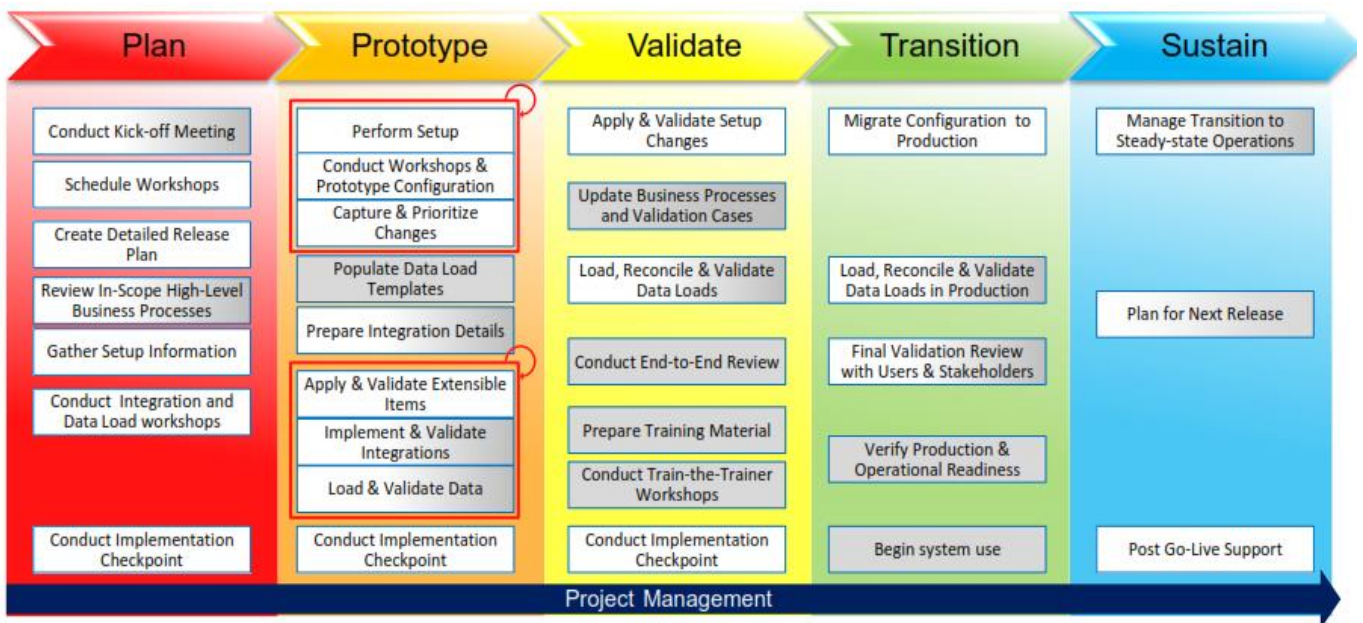 Plan
Prototype
Validate
Transition
Sustain
Conduct Kick-off Meeting
Schedule Workshops
Create Detailed Release
Plan
Review In-Scope High-Level
Business Processes
Gather Setup Information
Conduct Integration and
Data Load workshops
Conduct Implementation
Checkpoint
Perform Setup
Conduct Workshops &
Prototype Configuration
Capture & Prioritize
Changes
Populate Data Load
Templates
Prepare Integration Details
Apply & Validate Extensible
Items
Implement & Validate
Integrations
Load & Validate Data
Conduct Implementation
Checkpoint
Apply & Validate Setup
Changes
Update Business Processes
and Validation Cases
Load, Reconcile & Validate
Data Loads
Conduct End-to-End Review
Prepare Training Material
Conduct Train-the-Trainer
Workshops
Conduct Implementation
Checkpoint
Migrate Configuration to
Production
Load, Reconcile & Validate
Data Loads in Production
Final Validation Review
with Users & Stakeholders
Verify Production &
Operational Readiness
Begin system use
Manage Transition to
Steady-state Operations
Plan for Next Release
Post Go-Live Support
Project Management